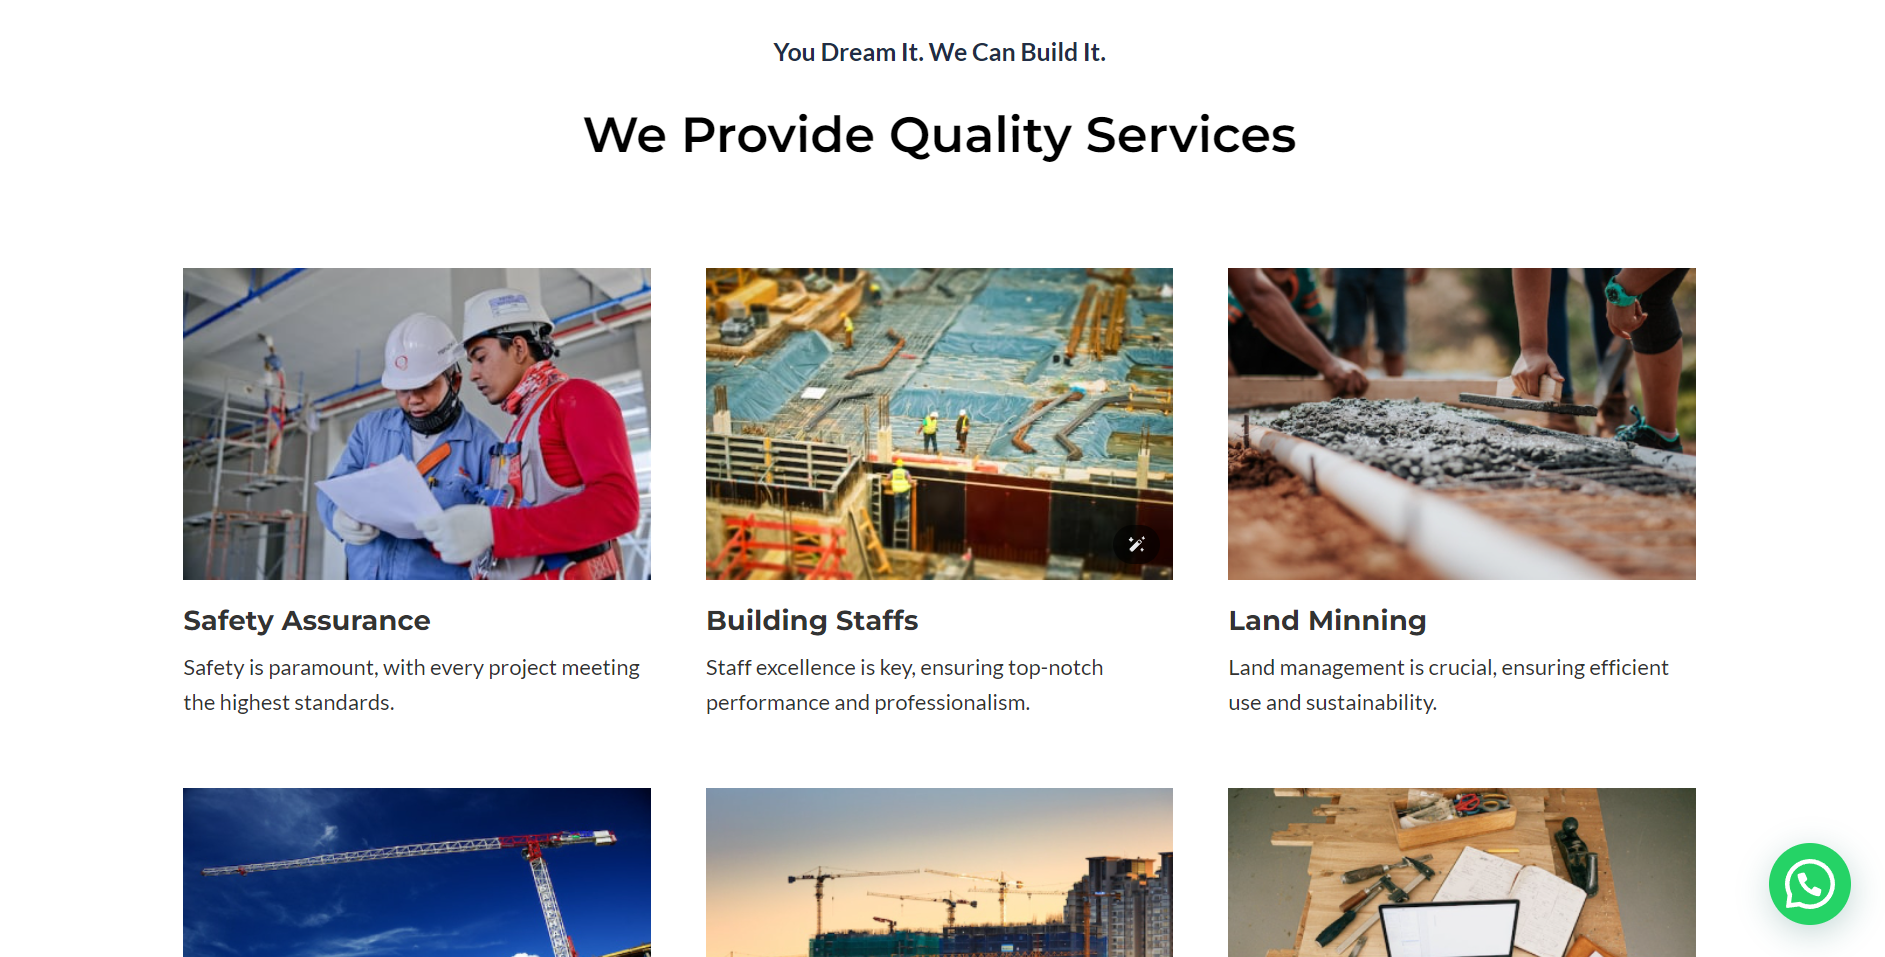 You Dream It. We Can Build It.
We Provide Quality Services
Safety Assurance
Safety is paramount, with every project meeting
the highest standards.
Building Staffs
Staff excellence is key, ensuring top-notch
performance and professionalism.
Land Minning
Land management is crucial, ensuring efficient
use and sustainability.